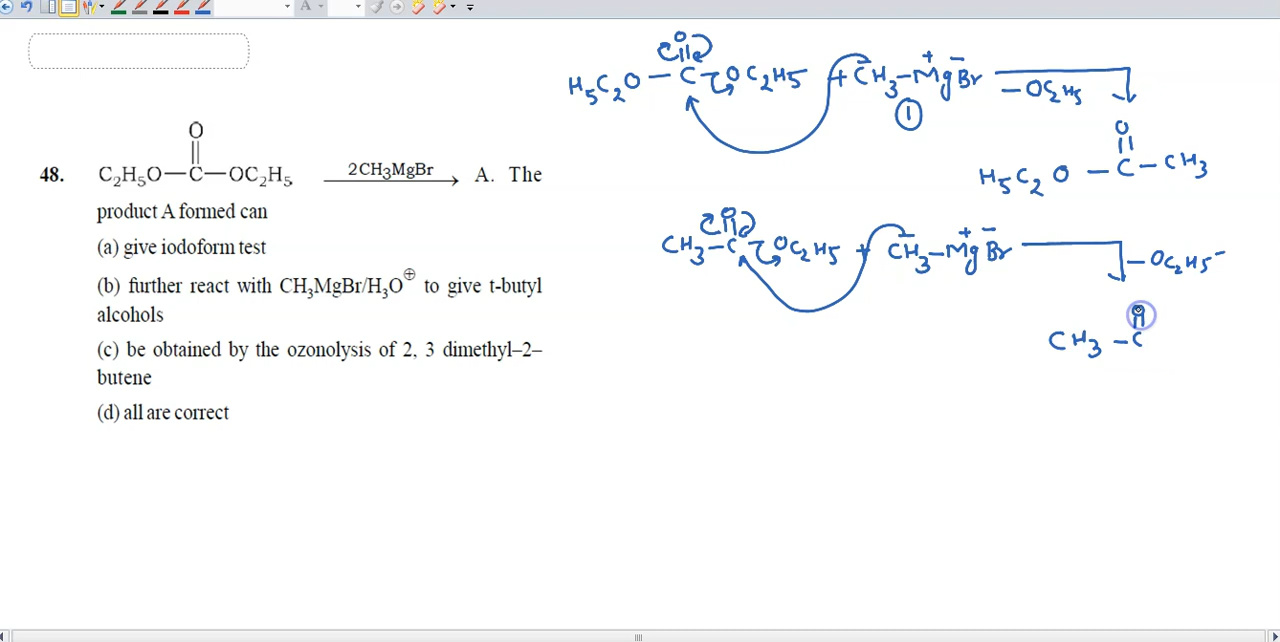 H5C2O – C – OC2H5 + CH3–MgBr
O
||
+ –
–OC2H5
①
O
||
H5C2 O – C – CH3
48. C₂H₅O—C—OC₂H₅ 2CH3MgBr A. The
O
||
product A formed can
(a) give iodoform test
(b) further react with CH₃MgBr/H₃O⊕ to give t-butyl
alcohols
(c) be obtained by the ozonolysis of 2, 3 dimethyl–2–
butene
(d) all are correct
O
||
CH3–C OC2H5 + CH3–MgBr
+ –
–OC2H5–
O
||
CH3 – C